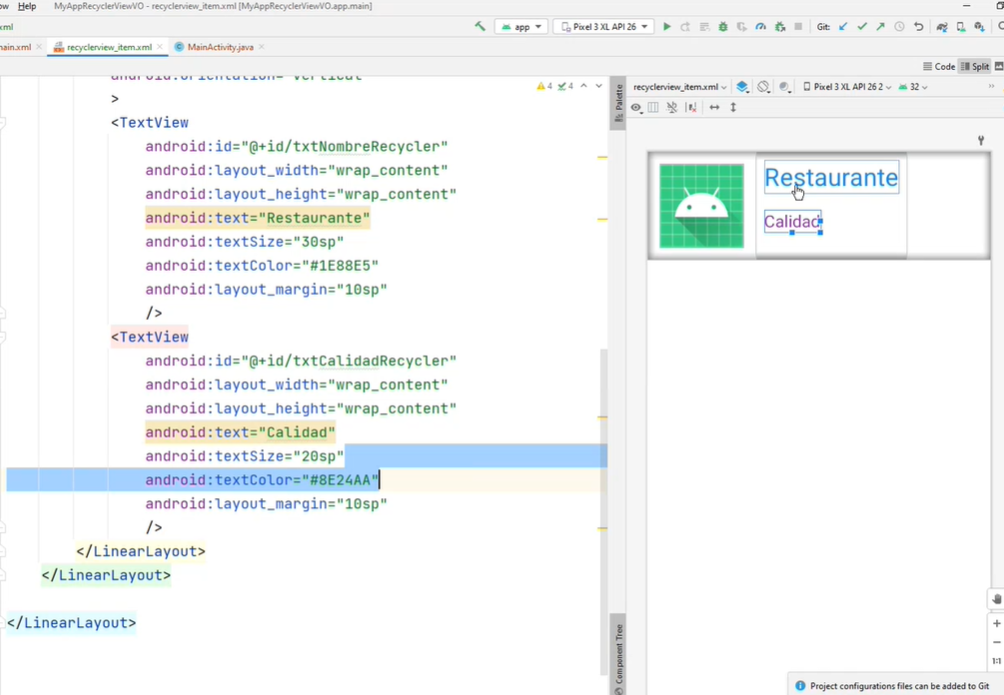 ow Help MyAppRecyclerViewVO - recyclerview_item.xml [MyAppRecyclerViewVO.app.main]
xml
app Pixel 3 XL API 26 Git:
main.xml recyclerview_item.xml MainActivity.java
Code Split
android:orientation="vertical"
4 4
>
<TextView
android:id="@+id/txtNombreRecycler"
android:layout_width="wrap_content"
android:layout_height="wrap_content"
android:text="Restaurante"
android:textSize="30sp"
android:textColor="#1E88E5"
android:layout_margin="10sp"
/>
<TextView
android:id="@+id/txtCalidadRecycler"
android:layout_width="wrap_content"
android:layout_height="wrap_content"
android:text="Calidad"
android:textSize="20sp"
android:textColor="#8E24AA"
android:layout_margin="10sp"
/>
</LinearLayout>
</LinearLayout>
</LinearLayout>
Palette
Component Tree
recyclerview_item.xml Pixel 3 XL API 26 2 32
Restaurante
Calidad
1:1
Project configurations files can be added to Git